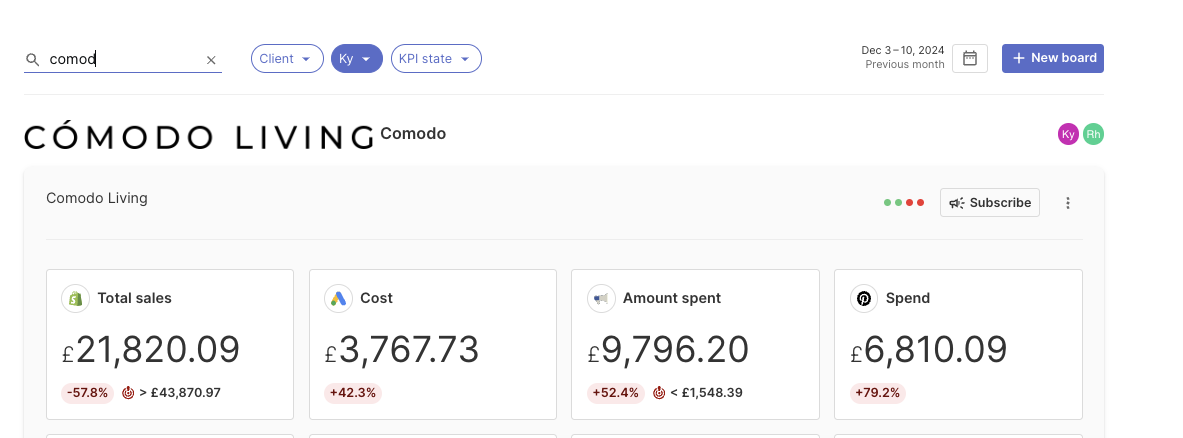 comod
Client
Ky
KPI state
Dec 3 – 10, 2024
Previous month
+ New board
CÓMODO LIVING
Comodo
Ky
Rh
Comodo Living
Subscribe
Total sales
£21,820.09
-57.8%
> £43,870.97
Cost
£3,767.73
+42.3%
Amount spent
£9,796.20
+52.4%
< £1,548.39
Spend
£6,810.09
+79.2%